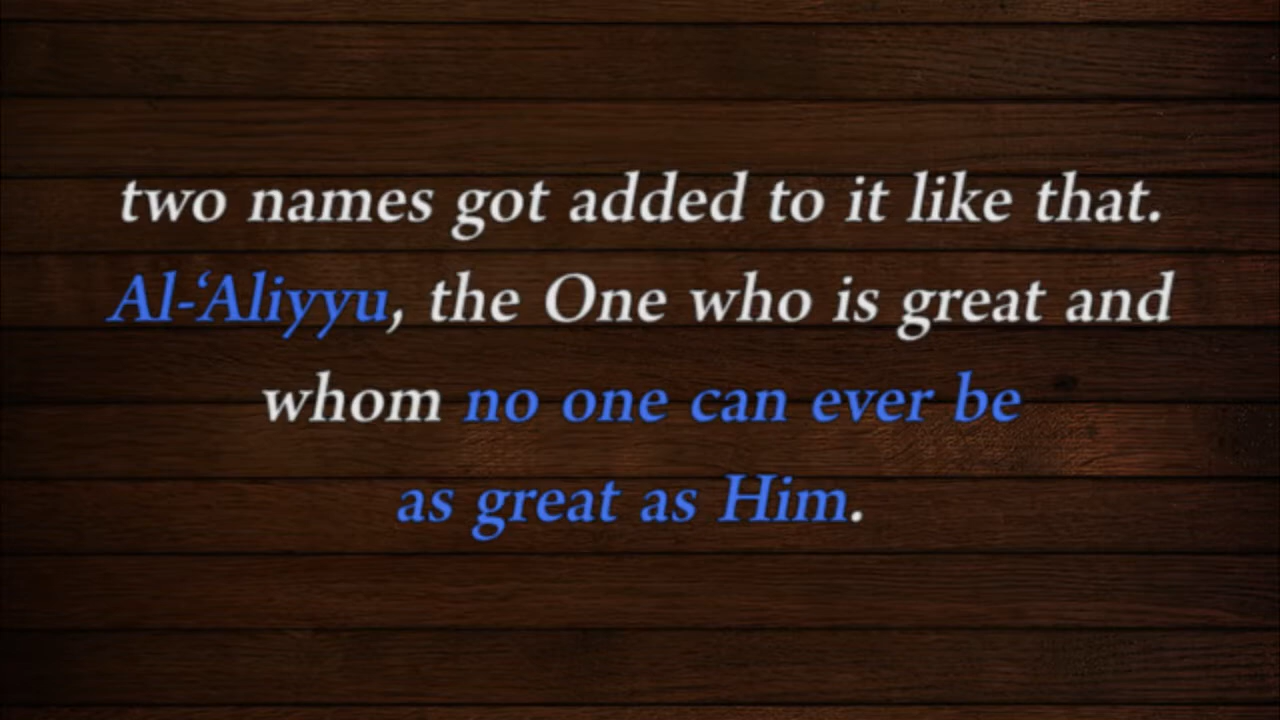 two names got added to it like that.
Al-‘Aliyyu, the One who is great and
whom no one can ever be
as great as Him.